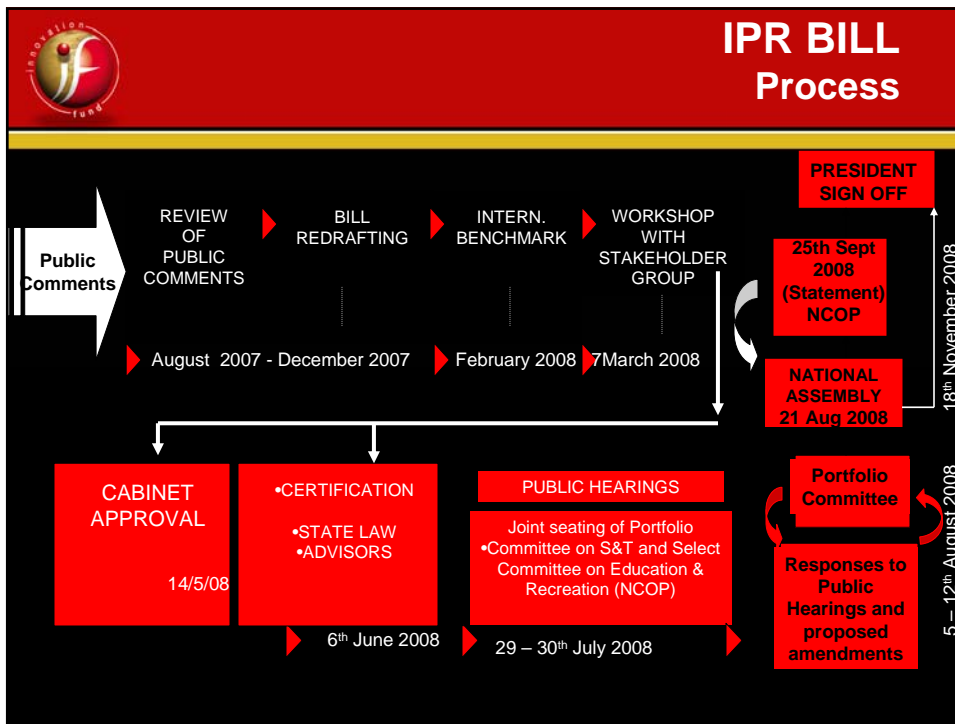 innovation
fund
IPR BILL
Process
Public
Comments
REVIEW
OF
PUBLIC
COMMENTS
BILL
REDRAFTING
INTERN.
BENCHMARK
WORKSHOP
WITH
STAKEHOLDER
GROUP
August 2007 - December 2007
February 2008
7March 2008
PRESIDENT
SIGN OFF
25th Sept
2008
(Statement)
NCOP
NATIONAL
ASSEMBLY
21 Aug 2008
18th November 2008
CABINET
APPROVAL
14/5/08
•CERTIFICATION
•STATE LAW
•ADVISORS
6th June 2008
PUBLIC HEARINGS
Joint seating of Portfolio
•Committee on S&T and Select
Committee on Education &
Recreation (NCOP)
29 – 30th July 2008
Portfolio
Committee
Responses to
Public
Hearings and
proposed
amendments
5 – 12th August 2008